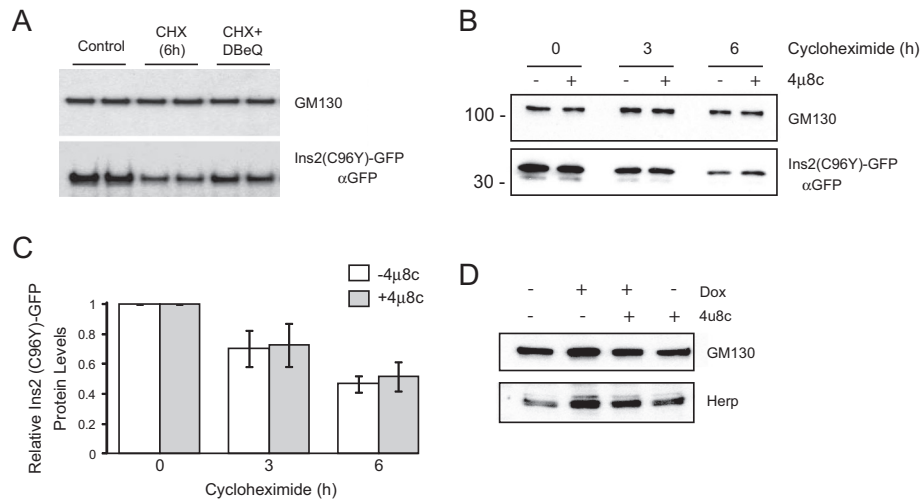 A
Control
CHX
(6h)
CHX+
DBeQ
GM130
Ins2(C96Y)-GFP
αGFP
B
0 3 6 Cycloheximide (h)
- + - + - + 4μ8c
100 -
GM130
30 -
Ins2(C96Y)-GFP
αGFP
C
Relative Ins2 (C96Y)-GFP
Protein Levels
-4μ8c
+4μ8c
1
0.8
0.6
0.4
0.2
0
0 3 6
Cycloheximide (h)
D
- + + - Dox
- - + + 4u8c
GM130
Herp